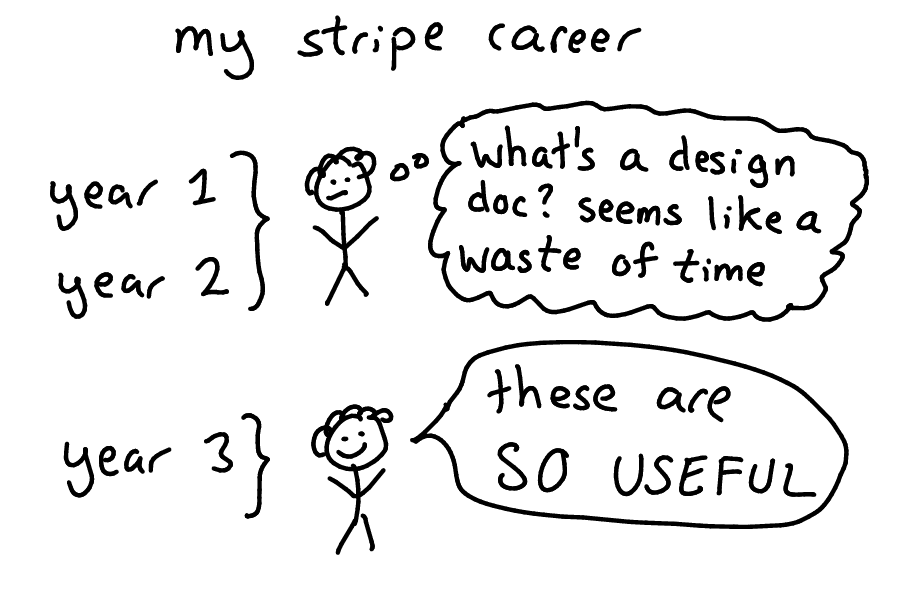 my stripe career
year 1
year 2
what's a design
doc? seems like a
waste of time
year 3
these are
SO USEFUL